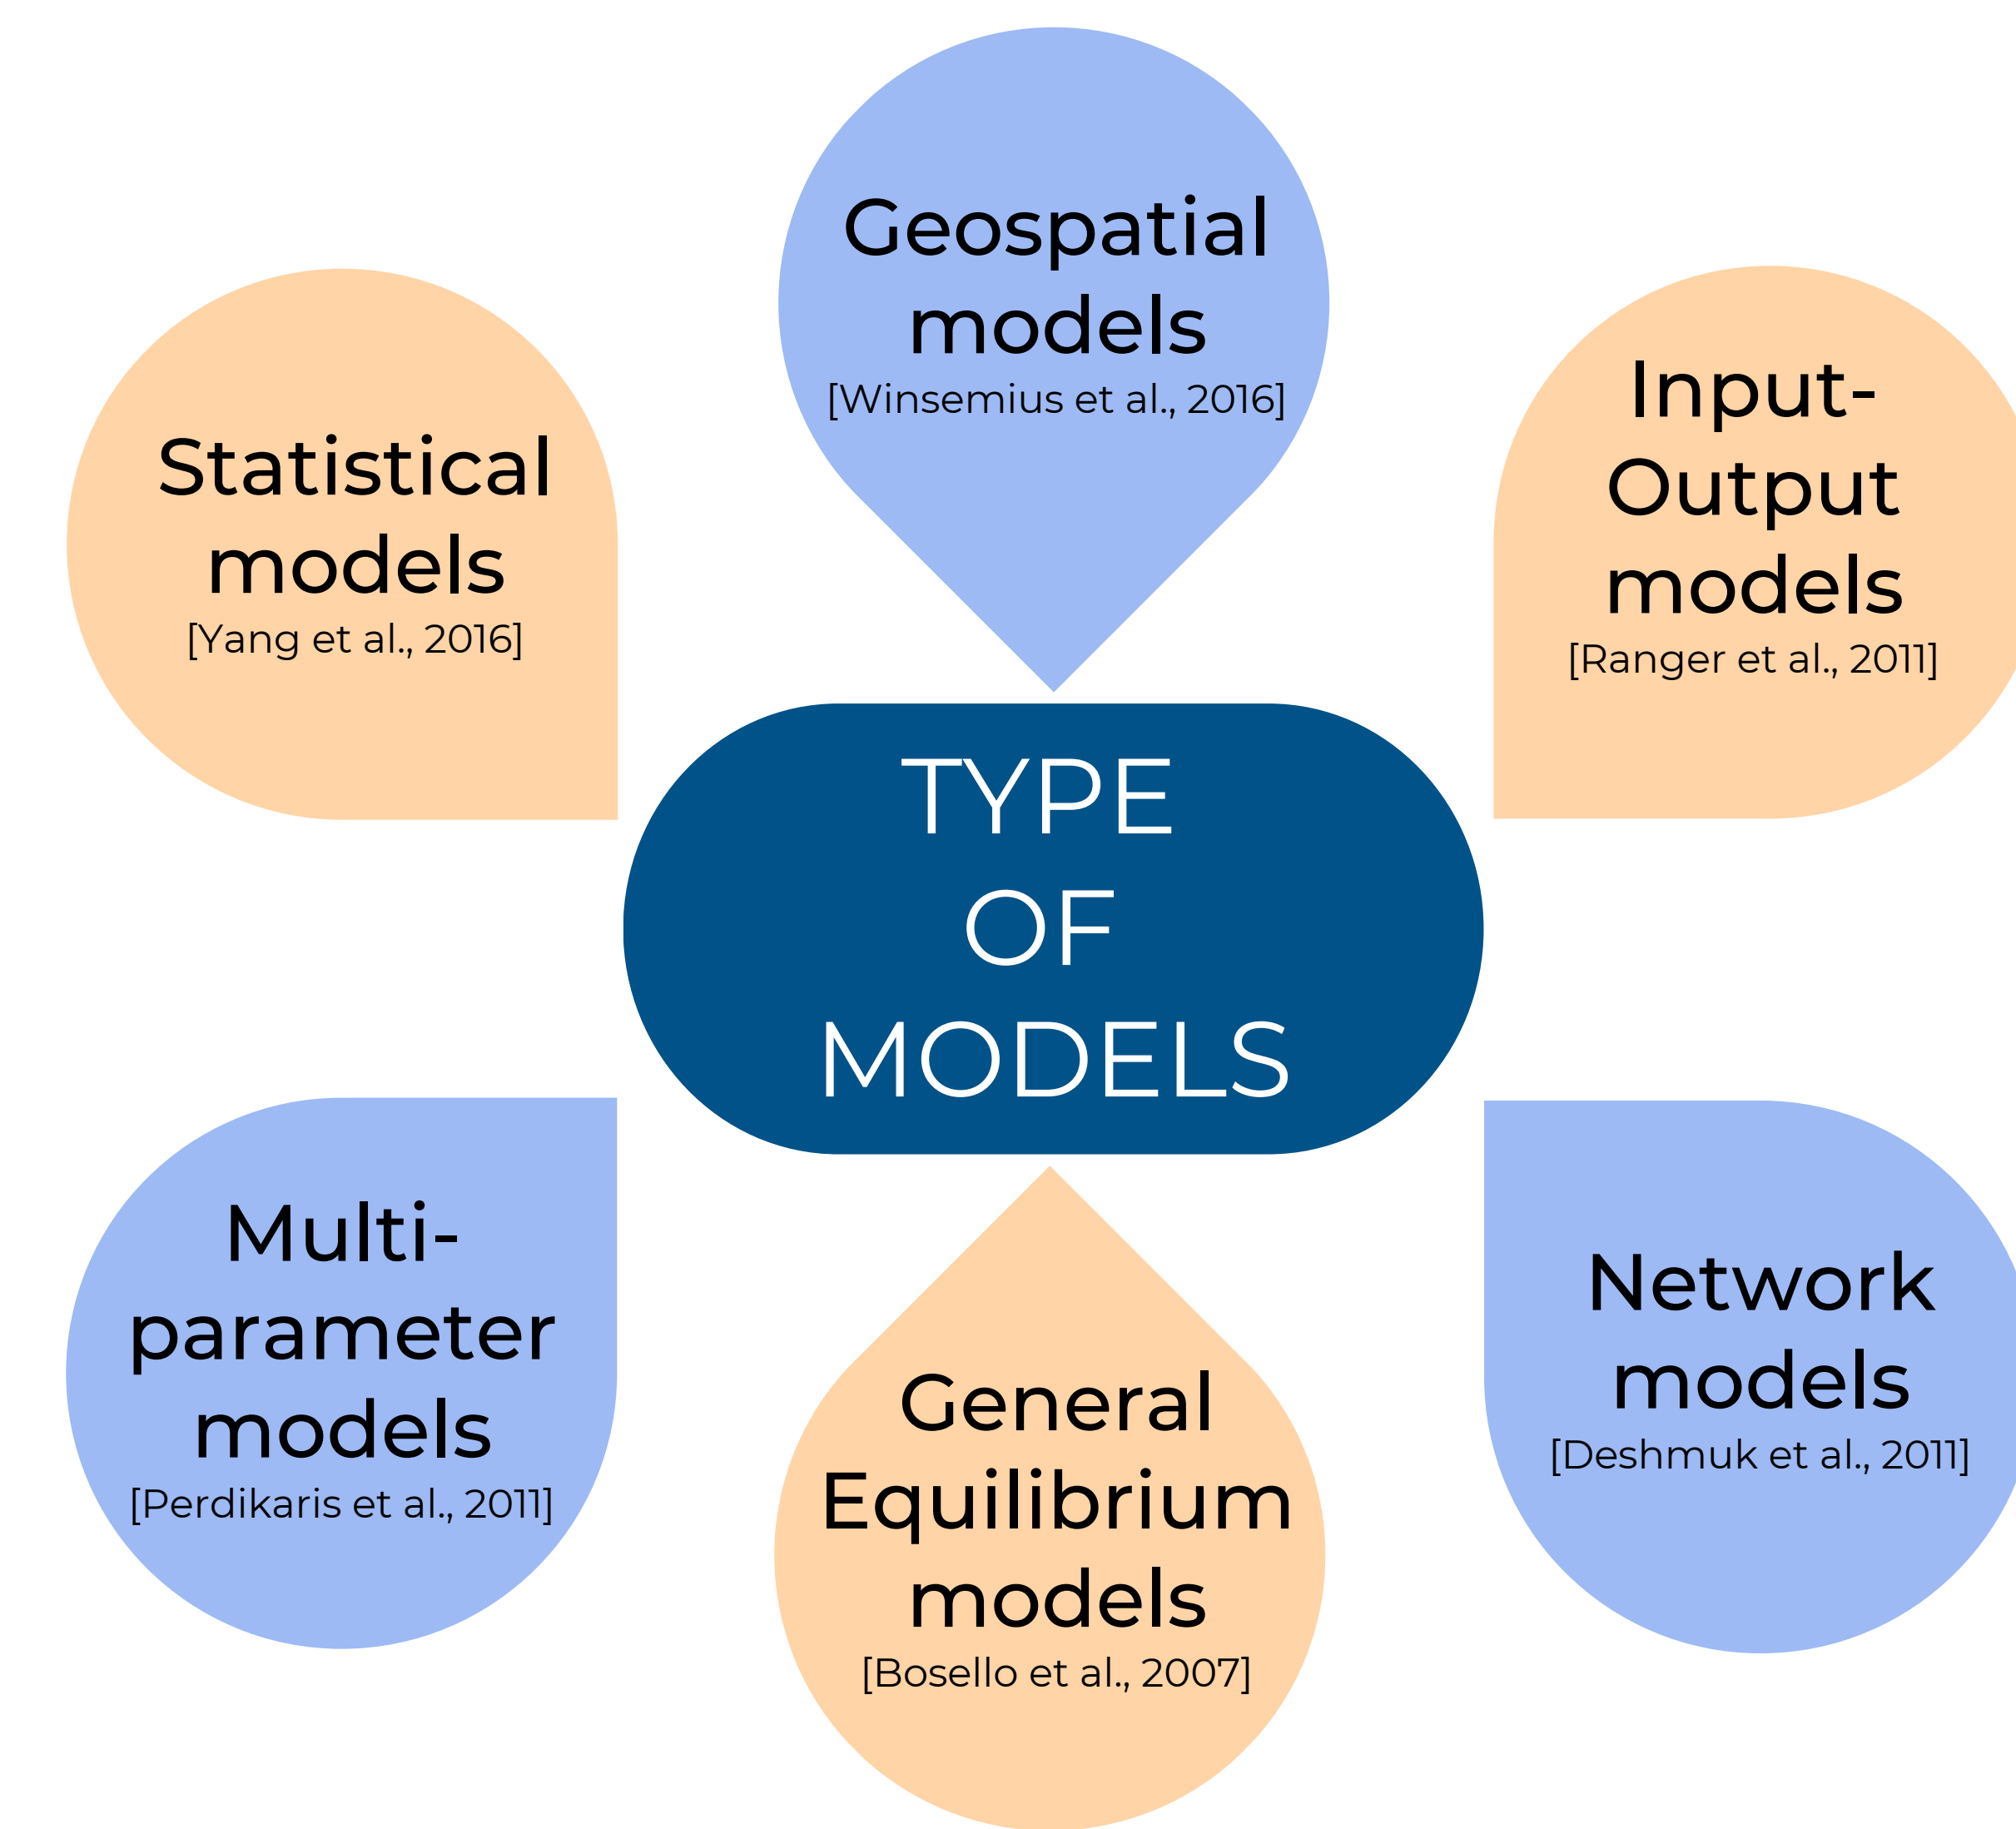 Geospatial
models
[Winsemius et al., 2016]
Statistical
models
[Yang et al., 2016]
Input-
Output
models
[Ranger et al., 2011]
TYPE
OF
MODELS
Multi-
parameter
models
[Perdikaris et al., 2011]
General
Equilibrium
models
[Bosello et al., 2007]
Network
models
[Deshmuk et al., 2011]